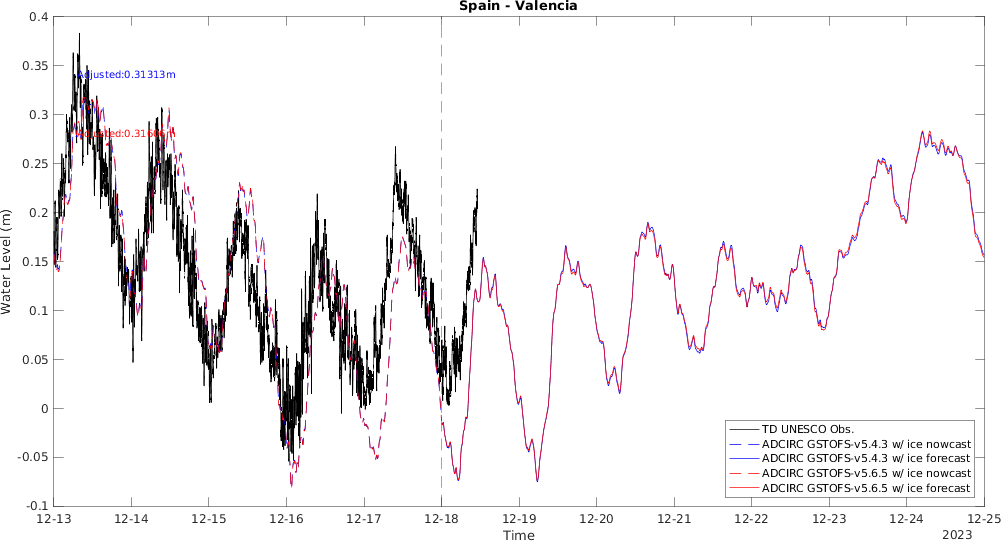 Spain - Valencia
0.4
0.35
0.3
0.25
0.2
0.15
0.1
0.05
0
-0.05
-0.1
Water Level (m)
Adjusted:0.31313m
TD UNESCO Obs.
ADCIRC GSTOFS-v5.4.3 w/ ice nowcast
ADCIRC GSTOFS-v5.4.3 w/ ice forecast
ADCIRC GSTOFS-v5.6.5 w/ ice nowcast
ADCIRC GSTOFS-v5.6.5 w/ ice forecast
12-13 12-14 12-15 12-16 12-17 12-18 12-19 12-20 12-21 12-22 12-23 12-24 12-25
Time
2023